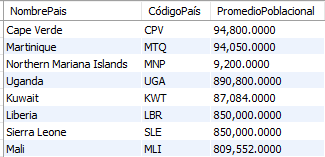 NombrePais CódigoPaís PromedioPoblacional
Cape Verde CPV 94,800.0000
Martinique MTQ 94,050.0000
Northern Mariana Islands MNP 9,200.0000
Uganda UGA 890,800.0000
Kuwait KWT 87,084.0000
Liberia LBR 850,000.0000
Sierra Leone SLE 850,000.0000
Mali MLI 809,552.0000